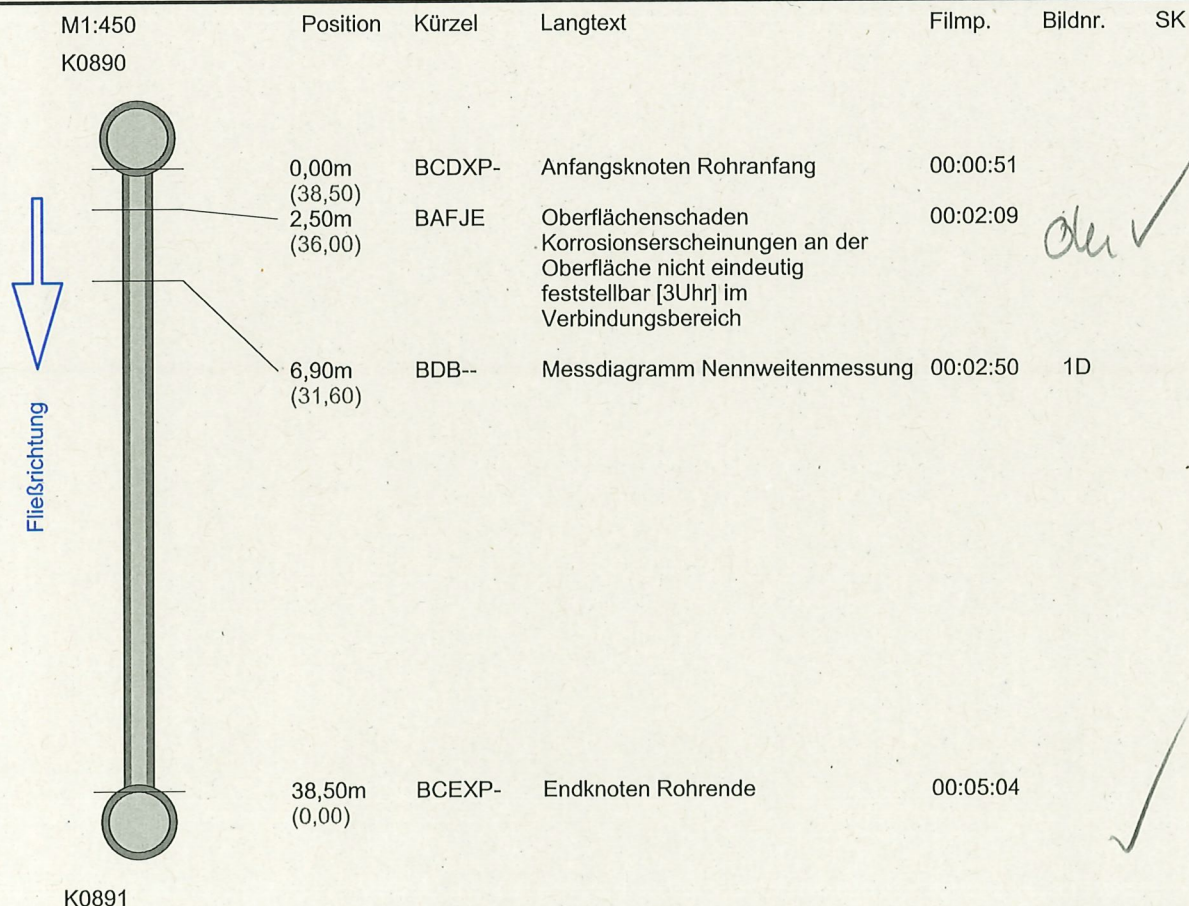 M1:450 Position Kürzel Langtext Filmp. Bildnr. SK
K0890
0,00m BCDXP- Anfangsknoten Rohranfang 00:00:51
(38,50)
2,50m BAFJE Oberflächenschaden 00:02:09
(36,00) Korrosionserscheinungen an der
Oberfläche nicht eindeutig
feststellbar [3Uhr] im
Verbindungsbereich
6,90m BDB-- Messdiagramm Nennweitenmessung 00:02:50 1D
(31,60)
Fließrichtung
38,50m BCEXP- Endknoten Rohrende 00:05:04
(0,00)
K0891